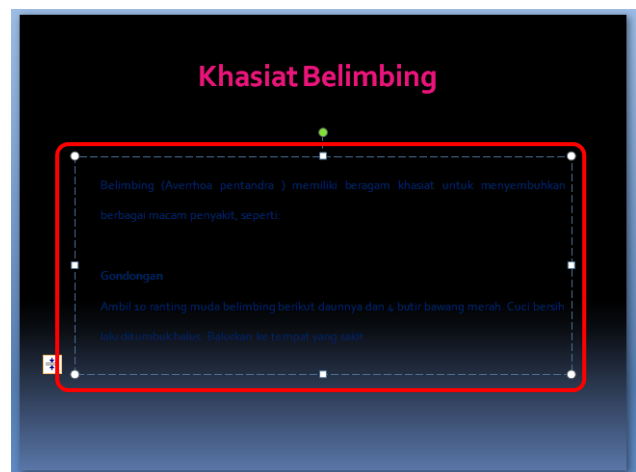 Khasiat Belimbing
Belimbing (Averrhoa pentandra ) memiliki beragam khasiat untuk menyembuhkan
berbagai macam penyakit, seperti:
Gondongan
Ambil 10 ranting muda belimbing berikut daunnya dan 4 butir bawang merah. Cuci bersih
lalu ditumbuk halus. Balurkan ke tempat yang sakit.